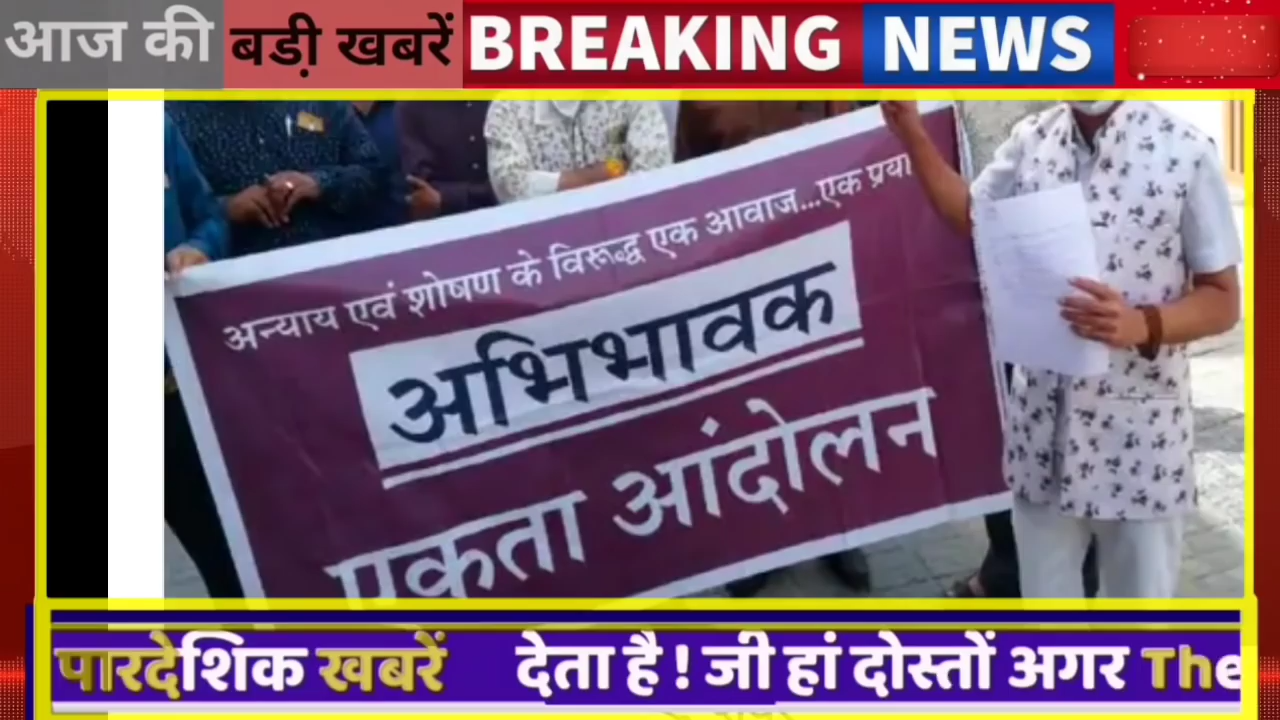 आज की बड़ी खबरें BREAKING NEWS
अन्याय एवं शोषण के विरूद्ध एक आवाज...एक प्रया
अभिभावक
एकता आंदोलन
पारदेशिक खबरें देता है ! जी हां दोस्तों अगर The